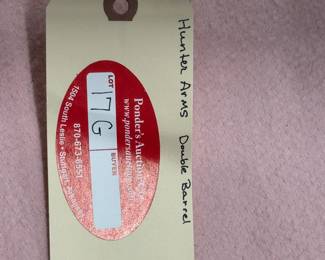 Hunter Arms Double Barrel
Ponder's Auction
www.pondersauctions.com
LOT
17G
BUYER
870-673-6551
1504 South Leslie • Stuttgart, Arkansas